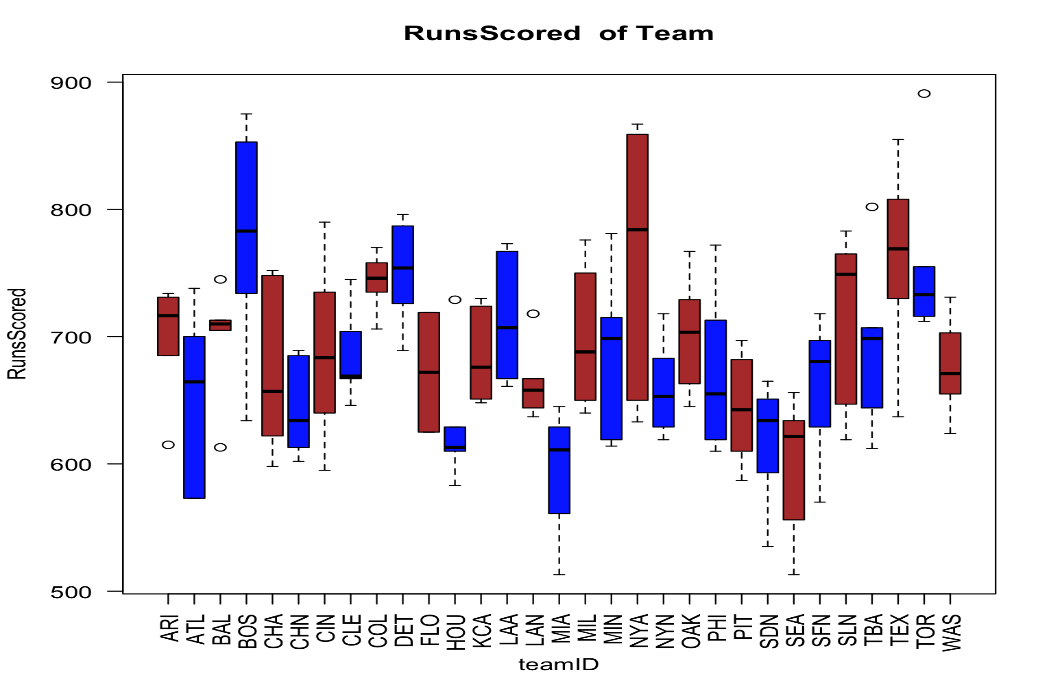 RunsScored  of Team
RunsScored
900
800
700
600
500
ARI ATL BAL BOS CHA CHN CIN CLE COL DET FLO HOU KCA LAA LAN MIA MIL MIN NYA NYN OAK PHI PIT SDN SEA SFN SLN TBA TEX TOR WAS
teamID